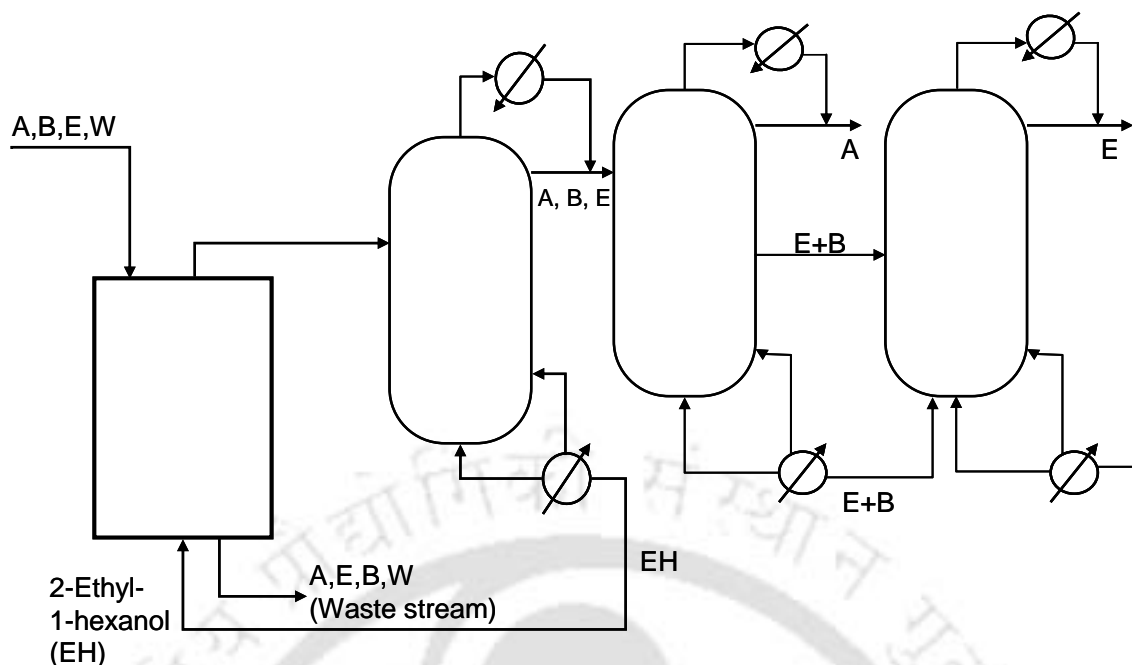 A,B,E,W
A, B, E
A
E
E+B
E+B
EH
A,E,B,W
(Waste stream)
2-Ethyl-
1-hexanol
(EH)